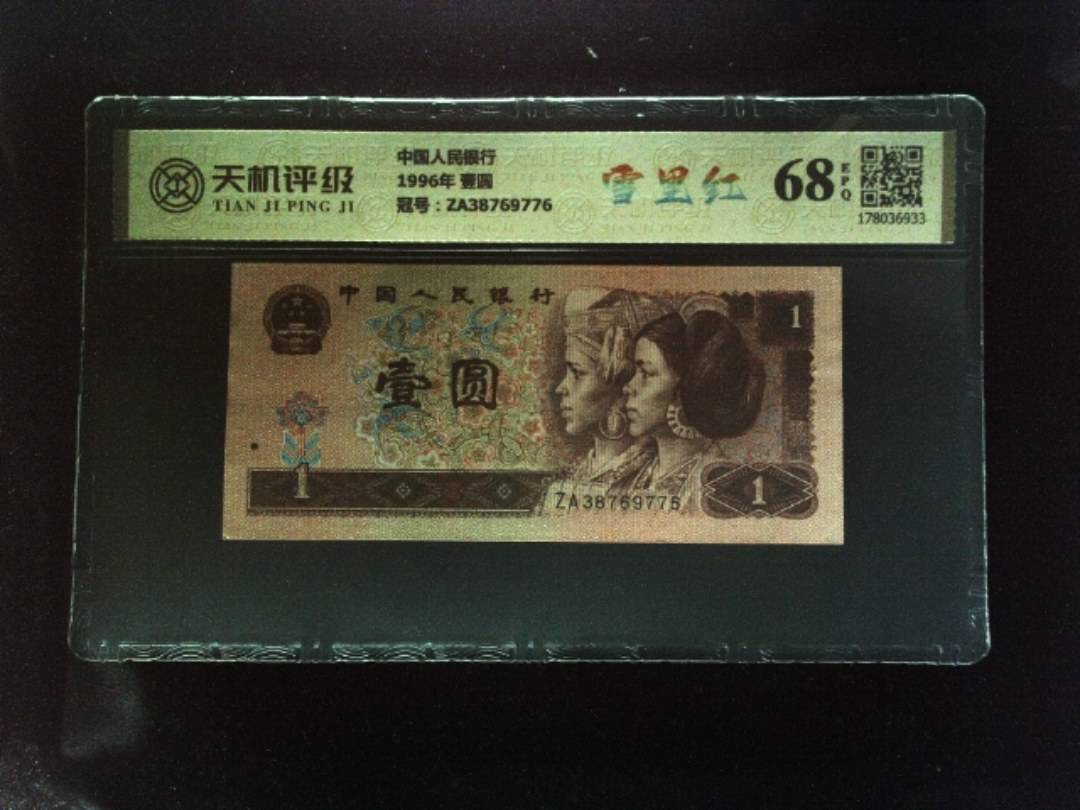 天机评级
TIAN JI PING JI
中国人民银行
1996年 壹圆
冠号：ZA38769776
雪里红
68
EPQ
178036933
中国人民银行
1
壹圆
1
ZA38769776
1